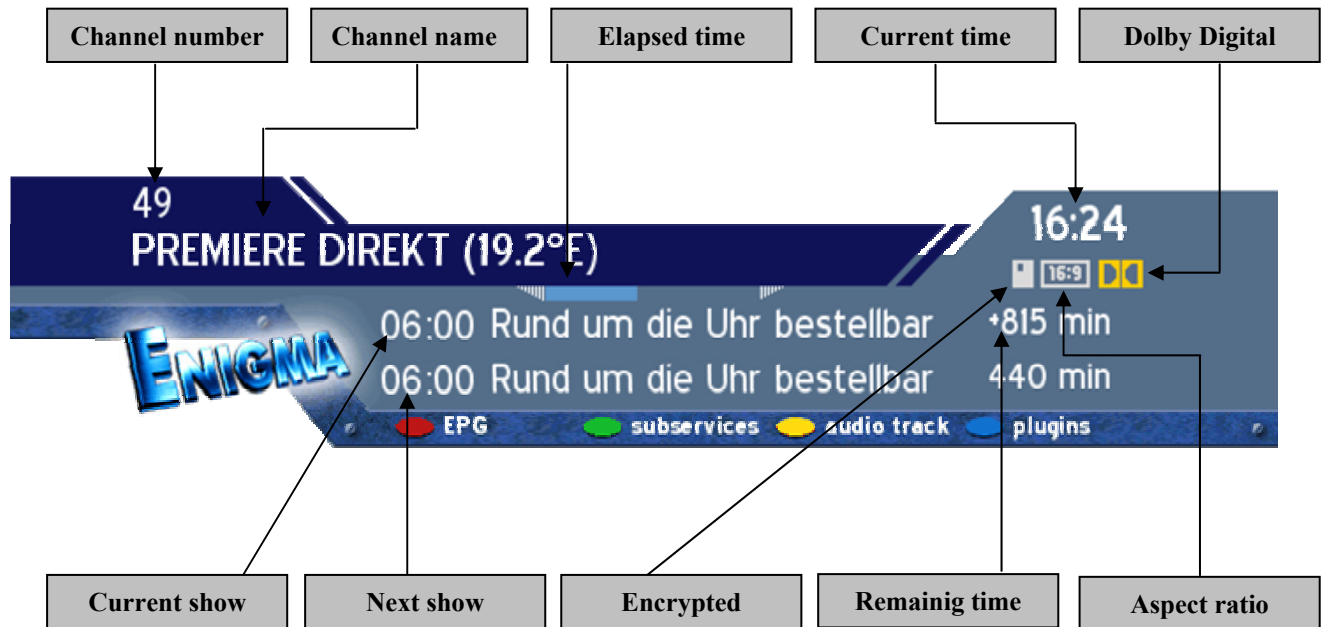 Channel number
Channel name
Elapsed time
Current time
Dolby Digital
49
PREMIERE DIREKT (19.2°E)
16:24
16:9
06:00 Rund um die Uhr bestellbar +815 min
06:00 Rund um die Uhr bestellbar 440 min
ENIGMA
EPG
subservices
audio track
plugins
Current show
Next show
Encrypted
Remainig time
Aspect ratio